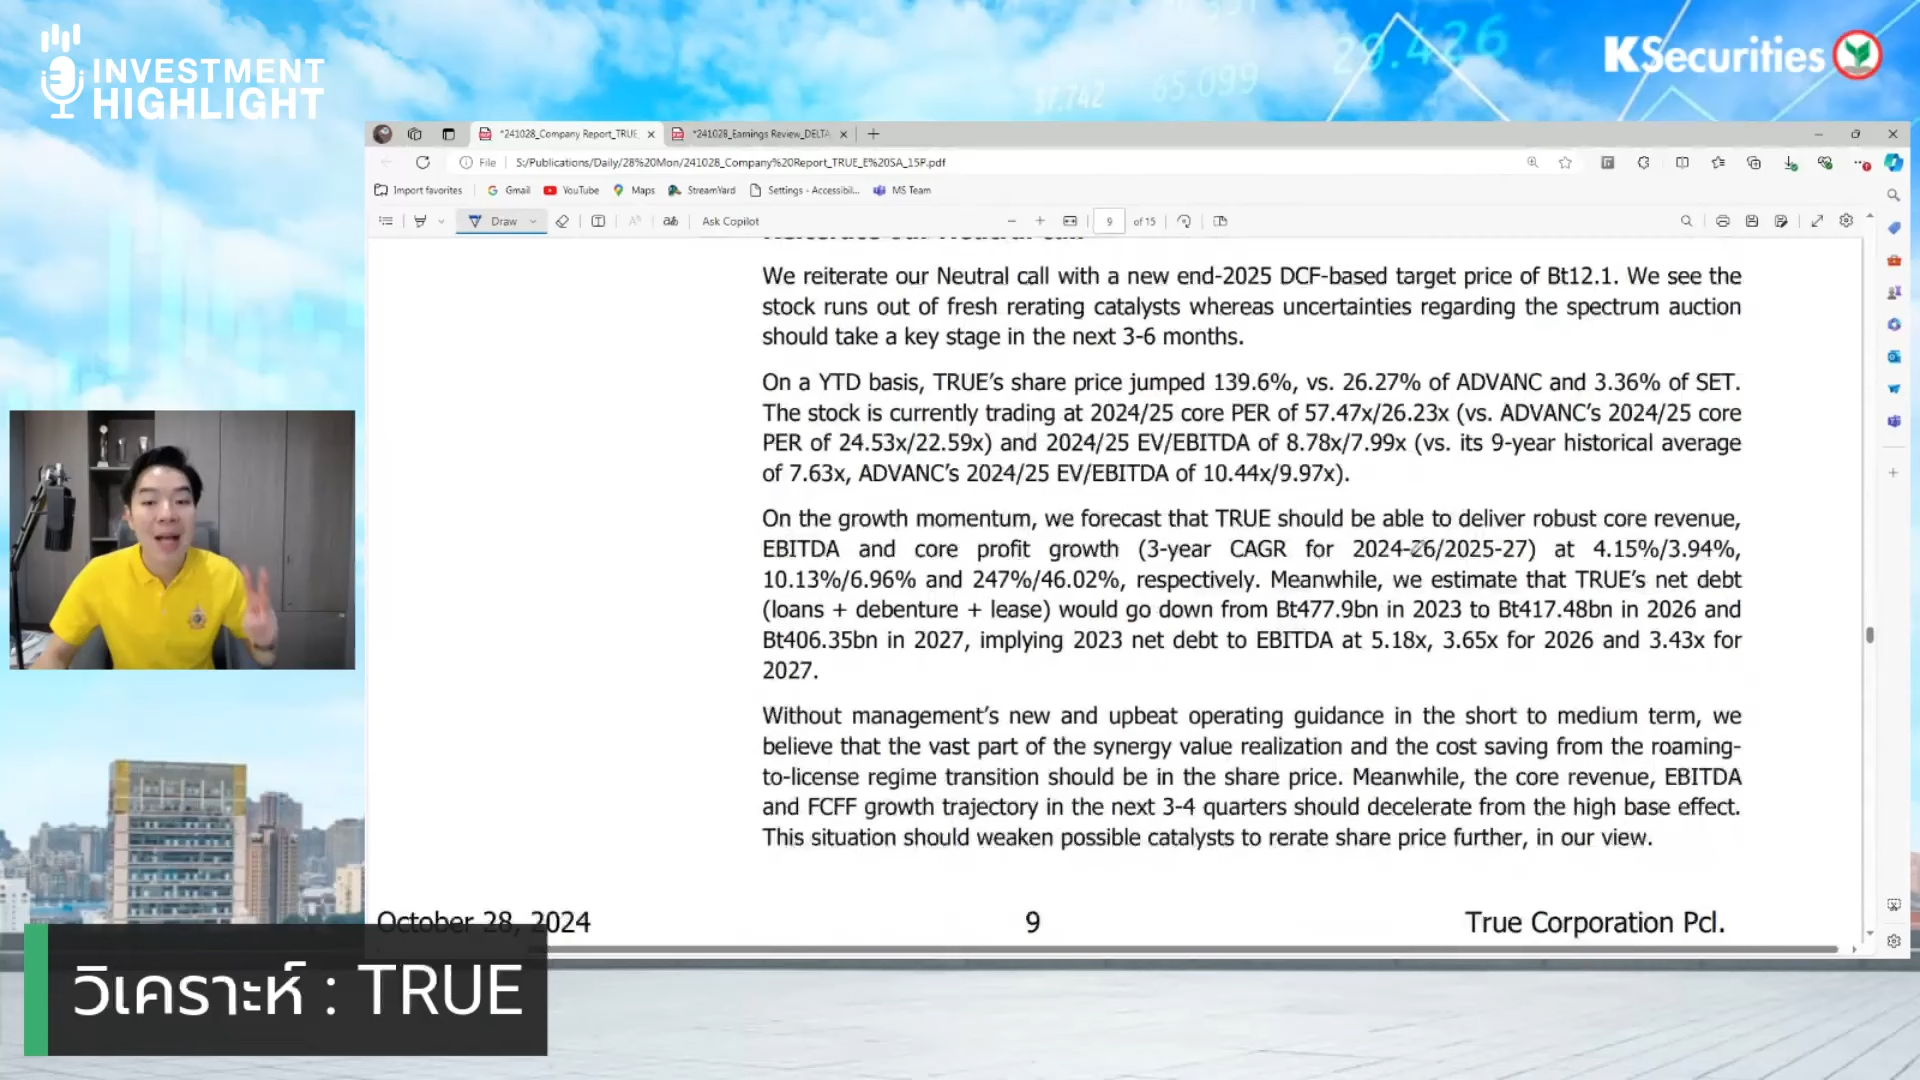 INVESTMENT
HIGHLIGHT
29.426
57.742
65.099
KSecurities
*241028_Company Report_TRUE
*241028_Earnings Review_DELTA
File
S:/Publications/Daily/28%20Mon/241028_Company%20Report_TRUE_E%20SA_15P.pdf
Import favorites
Gmail
YouTube
Maps
StreamYard
Settings - Accessibil...
MS Team
Draw
Ask Copilot
9
of 15
We reiterate our Neutral call with a new end-2025 DCF-based target price of Bt12.1. We see the
stock runs out of fresh rerating catalysts whereas uncertainties regarding the spectrum auction
should take a key stage in the next 3-6 months.
On a YTD basis, TRUE’s share price jumped 139.6%, vs. 26.27% of ADVANC and 3.36% of SET.
The stock is currently trading at 2024/25 core PER of 57.47x/26.23x (vs. ADVANC’s 2024/25 core
PER of 24.53x/22.59x) and 2024/25 EV/EBITDA of 8.78x/7.99x (vs. its 9-year historical average
of 7.63x, ADVANC’s 2024/25 EV/EBITDA of 10.44x/9.97x).
On the growth momentum, we forecast that TRUE should be able to deliver robust core revenue,
EBITDA and core profit growth (3-year CAGR for 2024-26/2025-27) at 4.15%/3.94%,
10.13%/6.96% and 247%/46.02%, respectively. Meanwhile, we estimate that TRUE’s net debt
(loans + debenture + lease) would go down from Bt477.9bn in 2023 to Bt417.48bn in 2026 and
Bt406.35bn in 2027, implying 2023 net debt to EBITDA at 5.18x, 3.65x for 2026 and 3.43x for
2027.
Without management’s new and upbeat operating guidance in the short to medium term, we
believe that the vast part of the synergy value realization and the cost saving from the roaming-
to-license regime transition should be in the share price. Meanwhile, the core revenue, EBITDA
and FCFF growth trajectory in the next 3-4 quarters should decelerate from the high base effect.
This situation should weaken possible catalysts to rerate share price further, in our view.
October 28, 2024
9
True Corporation Pcl.
วิเคราะห์ : TRUE